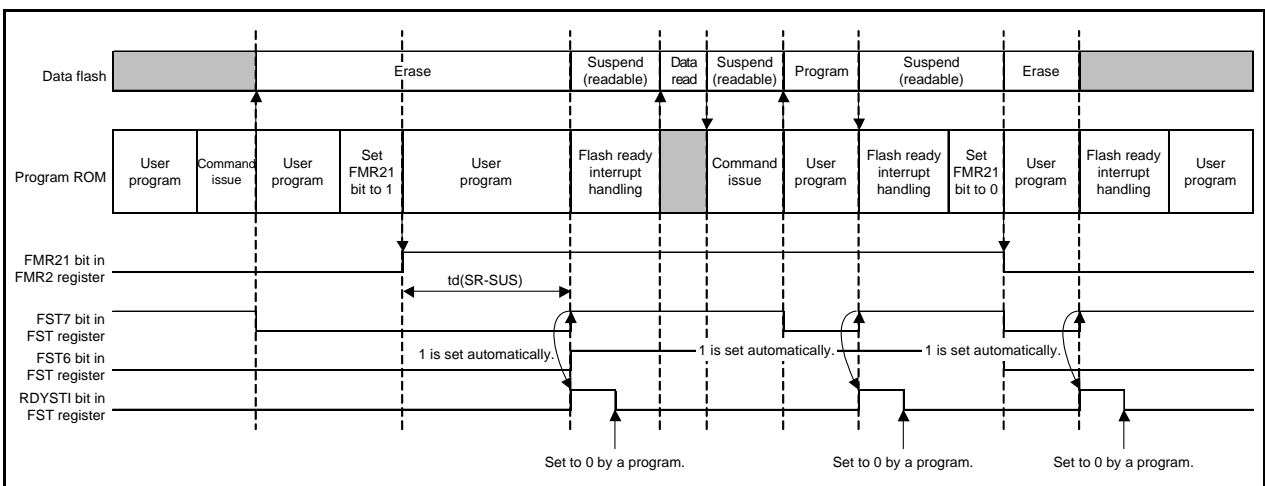 Data flash
Erase
Suspend
(readable)
Data
read
Suspend
(readable)
Program
Suspend
(readable)
Erase
Program ROM
User
program
Command
issue
User
program
Set
FMR21
bit to 1
User
program
Flash ready
interrupt
handling
Command
issue
User
program
Flash ready
interrupt
handling
Set
FMR21
bit to 0
User
program
Flash ready
interrupt
handling
User
program
FMR21 bit in
FMR2 register
td(SR-SUS)
FST7 bit in
FST register
1 is set automatically.
1 is set automatically.
1 is set automatically.
FST6 bit in
FST register
RDYSTI bit in
FST register
Set to 0 by a program.
Set to 0 by a program.
Set to 0 by a program.